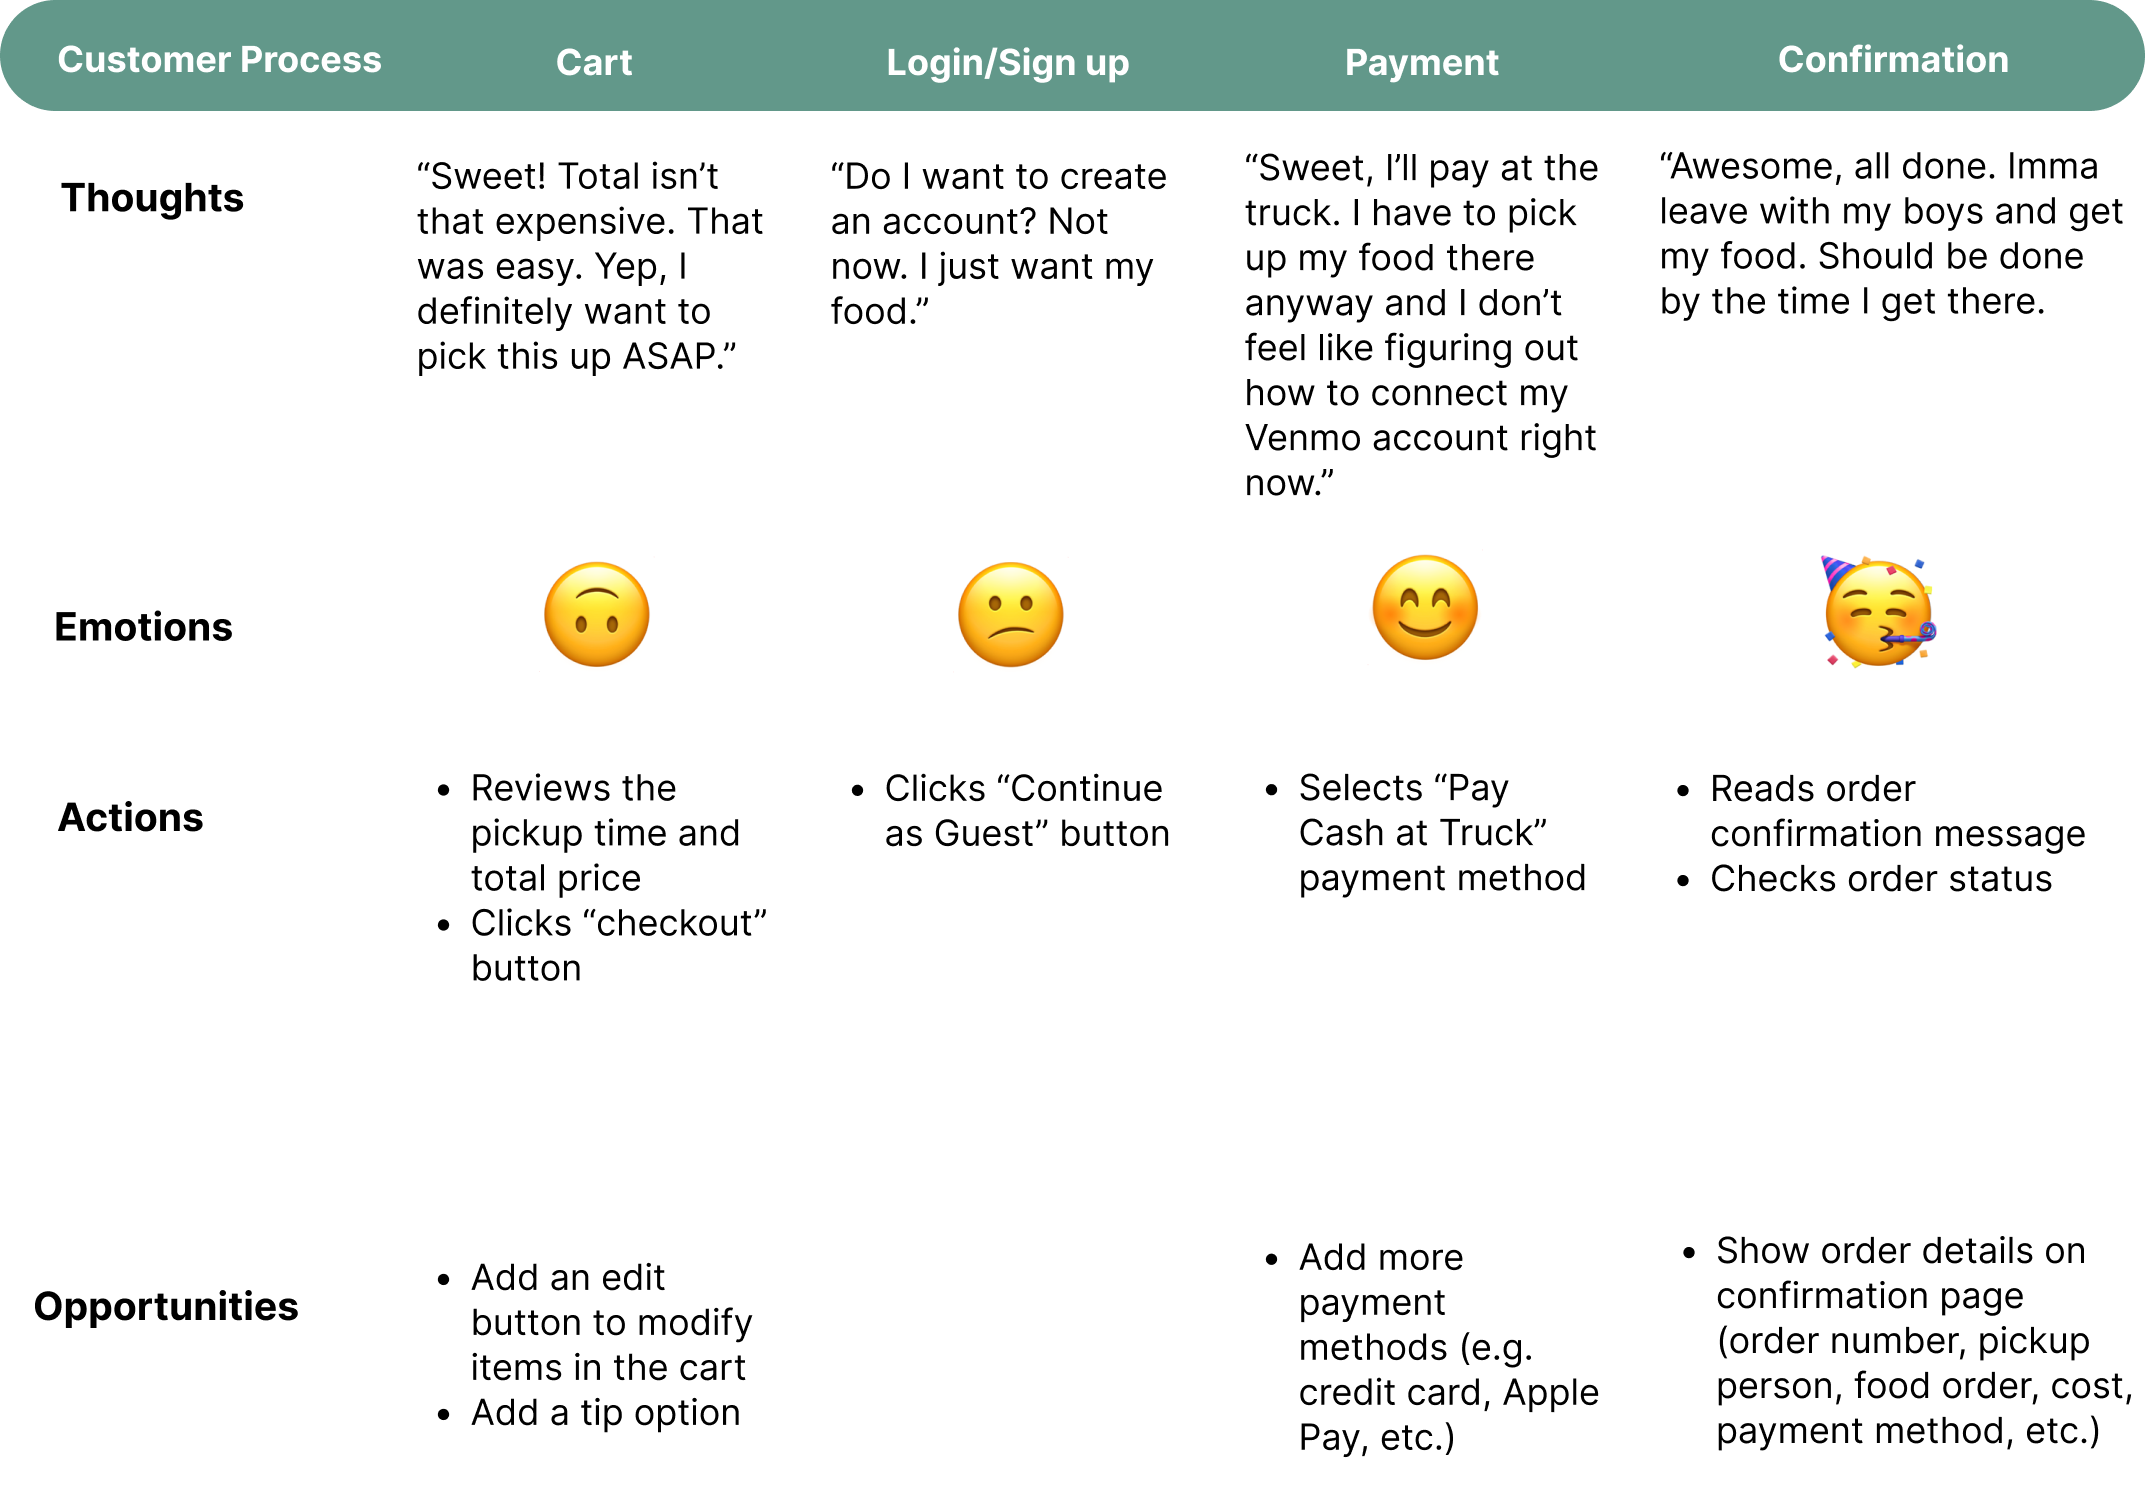 Customer Process
Cart
Login/Sign up
Payment
Confirmation
Thoughts
“Sweet! Total isn’t
that expensive. That
was easy. Yep, I
definitely want to
pick this up ASAP.”
“Do I want to create
an account? Not
now. I just want my
food.”
“Sweet, I’ll pay at the
truck. I have to pick
up my food there
anyway and I don’t
feel like figuring out
how to connect my
Venmo account right
now.”
“Awesome, all done. Imma
leave with my boys and get
my food. Should be done
by the time I get there.
Emotions
Actions
• Reviews the
pickup time and
total price
• Clicks “checkout”
button
• Clicks “Continue
as Guest” button
• Selects “Pay
Cash at Truck”
payment method
• Reads order
confirmation message
• Checks order status
Opportunities
• Add an edit
button to modify
items in the cart
• Add a tip option
• Add more
payment
methods (e.g.
credit card, Apple
Pay, etc.)
• Show order details on
confirmation page
(order number, pickup
person, food order, cost,
payment method, etc.)